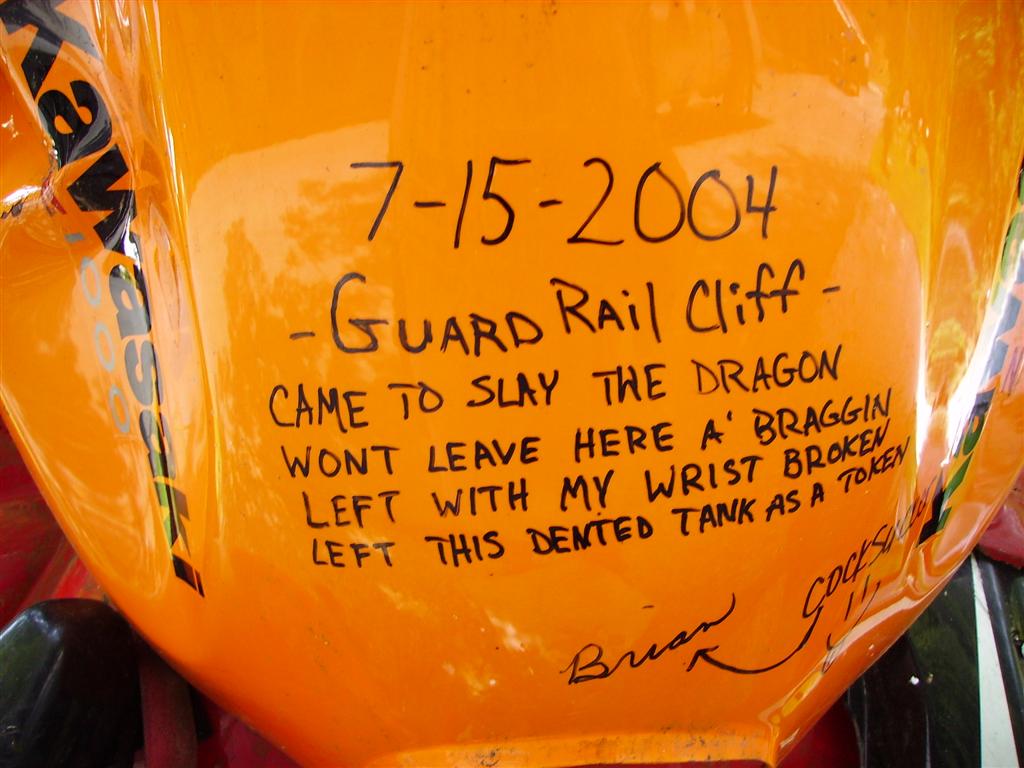 Kawasaki
7-15-2004
- GUARD RAil Cliff -
CAME TO SLAY THE DRAGON
WONT LEAVE HERE A' BRAGGIN
LEFT WITH MY WRIST BROKEN
LEFT THIS DENTED TANK AS A TOKEN
Brian